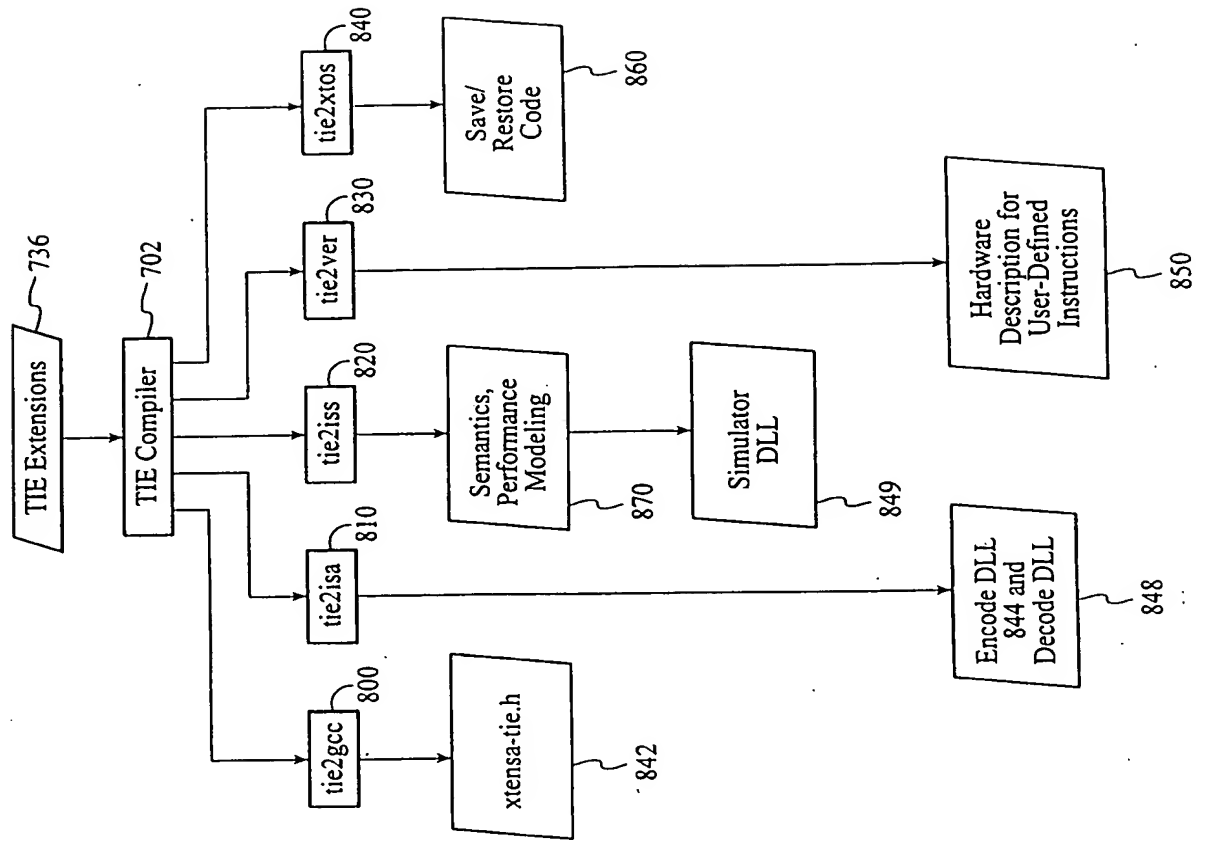 TIE Extensions
736
TIE Compiler
702
tie2gcc
800
tie2isa
810
tie2iss
820
tie2ver
830
tie2xtos
840
xtensa-tie.h
842
Semantics,
Performance
Modeling
870
Save/
Restore
Code
860
Simulator
DLL
849
Encode DLL
844 and
Decode DLL
848
Hardware
Description for
User-Defined
Instructions
850